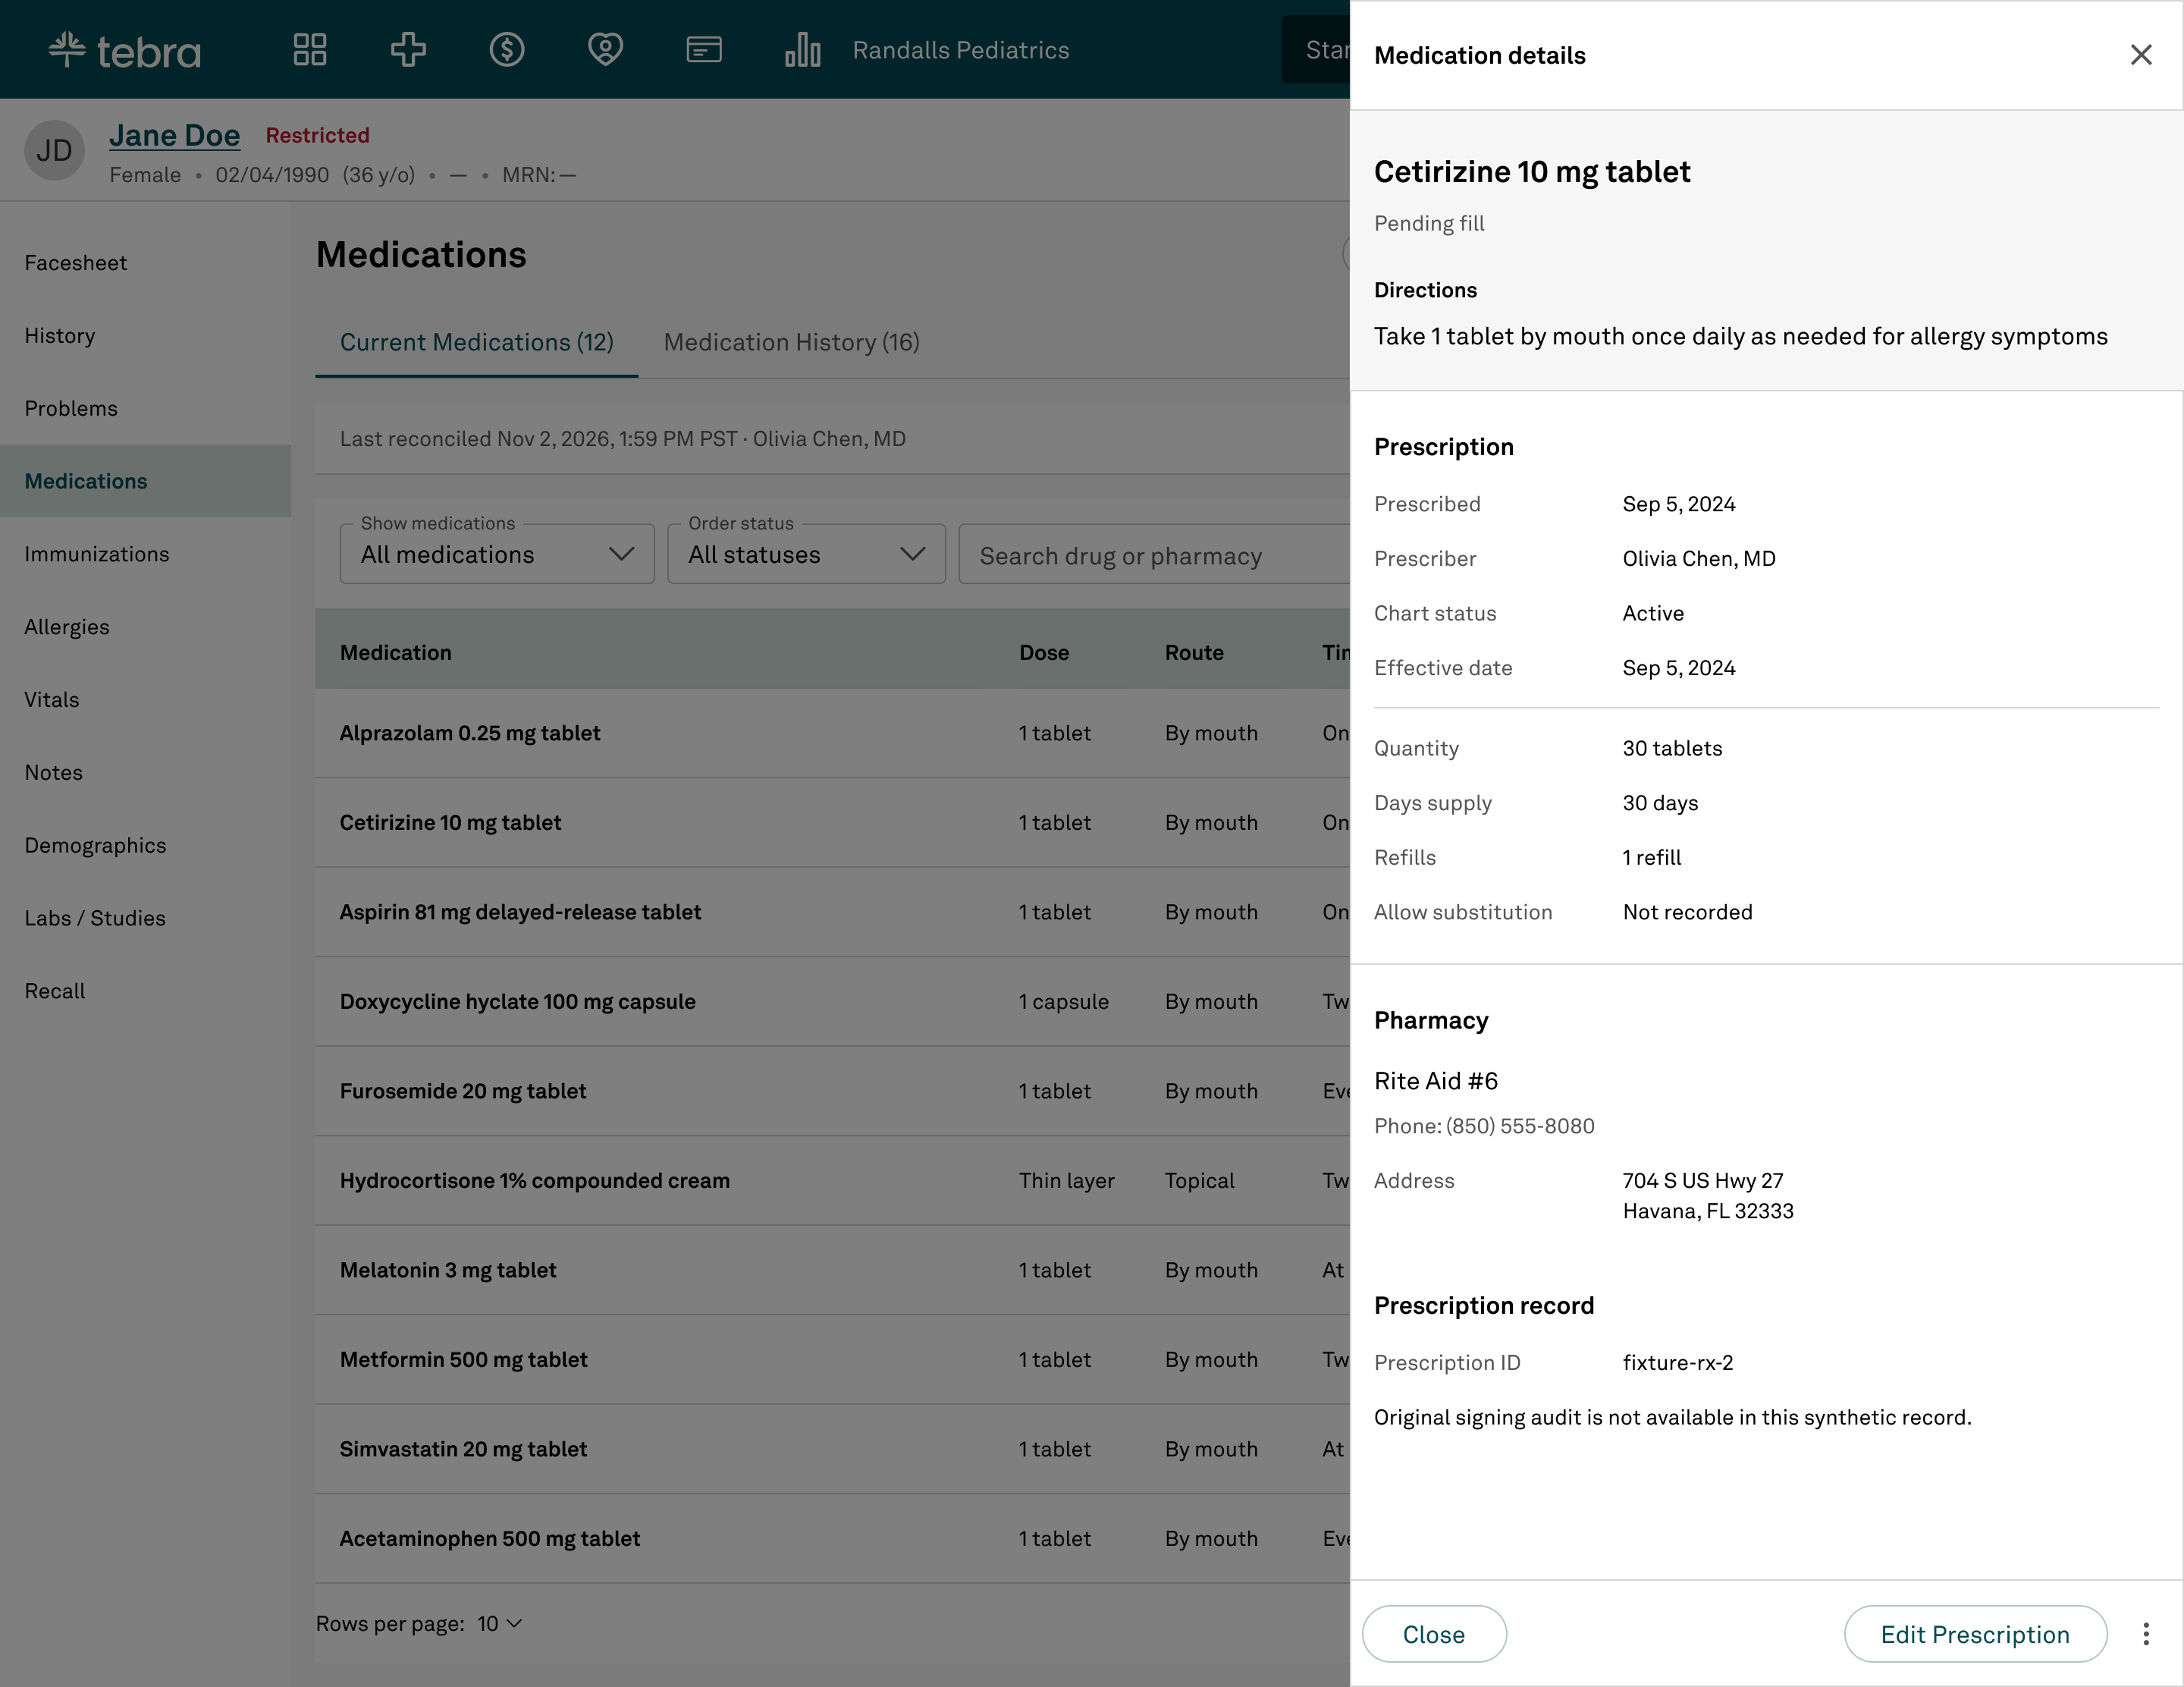 tebra
Randalls Pediatrics
JD
Jane Doe
Restricted
Female • 02/04/1990 (36 y/o) • — • MRN: —
Facesheet
History
Problems
Medications
Immunizations
Allergies
Vitals
Notes
Demographics
Labs / Studies
Recall
Medications
Current Medications (12)
Medication History (16)
Last reconciled Nov 2, 2026, 1:59 PM PST · Olivia Chen, MD
Show medications
All medications
Order status
All statuses
Search drug or pharmacy
Medication Dose Route
Alprazolam 0.25 mg tablet 1 tablet By mouth
Cetirizine 10 mg tablet 1 tablet By mouth
Aspirin 81 mg delayed-release tablet 1 tablet By mouth
Doxycycline hyclate 100 mg capsule 1 capsule By mouth
Furosemide 20 mg tablet 1 tablet By mouth
Hydrocortisone 1% compounded cream Thin layer Topical
Melatonin 3 mg tablet 1 tablet By mouth At
Metformin 500 mg tablet 1 tablet By mouth
Simvastatin 20 mg tablet 1 tablet By mouth At
Acetaminophen 500 mg tablet 1 tablet By mouth
Rows per page: 10
Medication details
Cetirizine 10 mg tablet
Pending fill
Directions
Take 1 tablet by mouth once daily as needed for allergy symptoms
Prescription
Prescribed Sep 5, 2024
Prescriber Olivia Chen, MD
Chart status Active
Effective date Sep 5, 2024
Quantity 30 tablets
Days supply 30 days
Refills 1 refill
Allow substitution Not recorded
Pharmacy
Rite Aid #6
Phone: (850) 555-8080
Address 704 S US Hwy 27
Havana, FL 32333
Prescription record
Prescription ID fixture-rx-2
Original signing audit is not available in this synthetic record.
Close
Edit Prescription